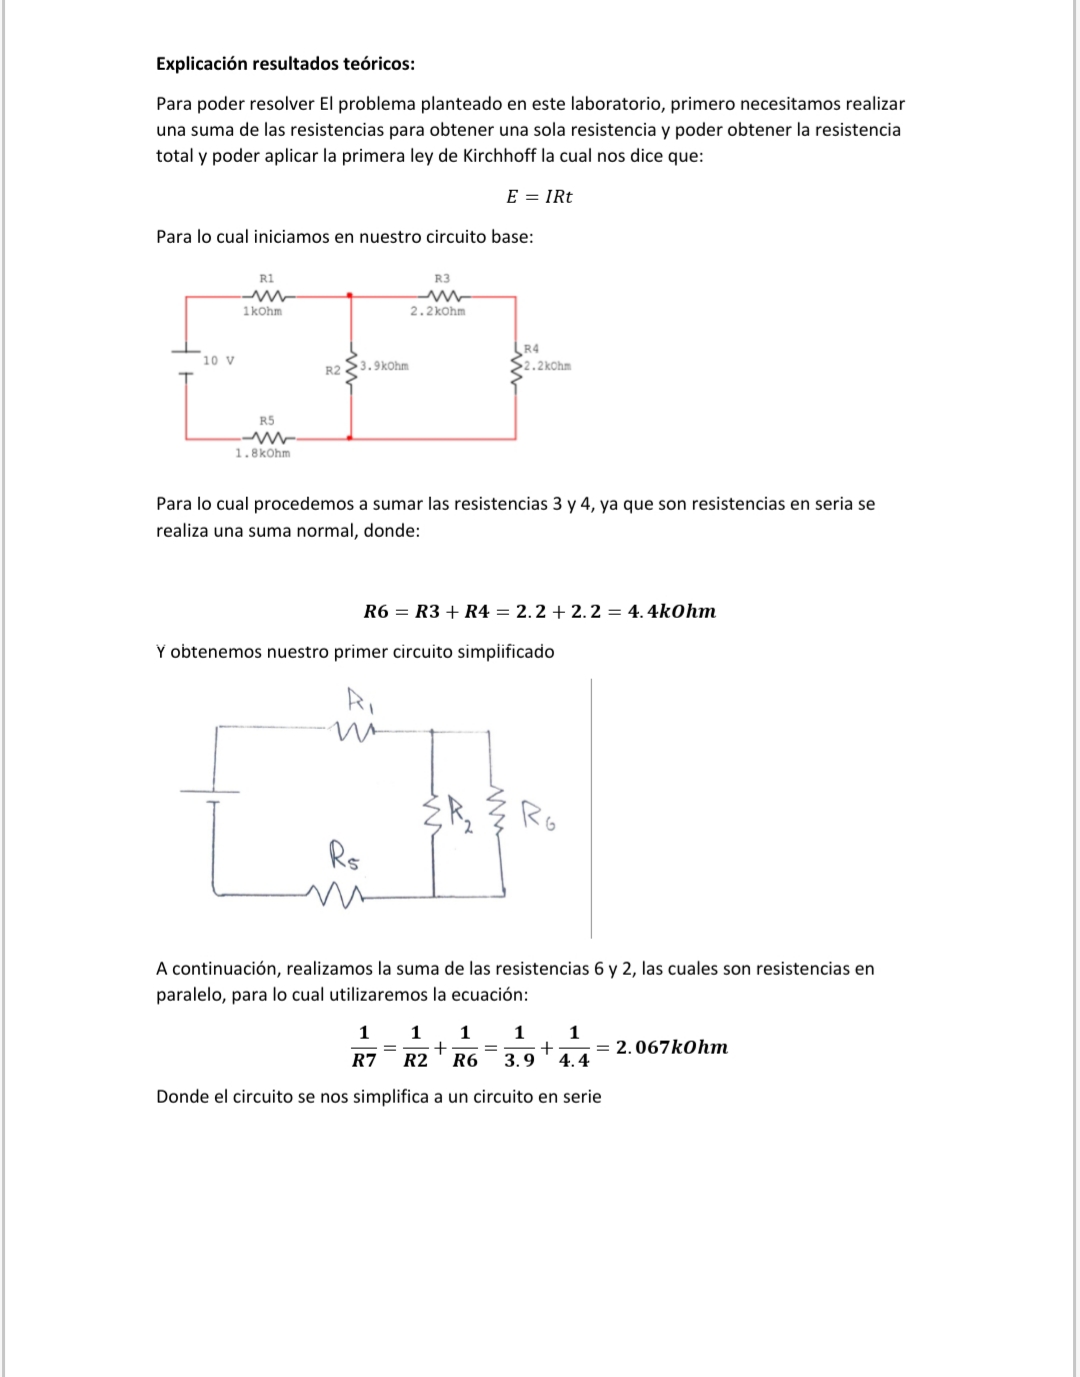 Explicación resultados teóricos:
Para poder resolver El problema planteado en este laboratorio, primero necesitamos realizar
una suma de las resistencias para obtener una sola resistencia y poder obtener la resistencia
total y poder aplicar la primera ley de Kirchhoff la cual nos dice que:
E = IRt
Para lo cual iniciamos en nuestro circuito base:
R1 R3
1kOhm 2.2kOhm
10 V R2 3.9kOhm R4 2.2kOhm
R5
1.8kOhm
Para lo cual procedemos a sumar las resistencias 3 y 4, ya que son resistencias en seria se
realiza una suma normal, donde:
R6 = R3 + R4 = 2.2 + 2.2 = 4.4kOhm
Y obtenemos nuestro primer circuito simplificado
R1
R2 R6
R5
A continuación, realizamos la suma de las resistencias 6 y 2, las cuales son resistencias en
paralelo, para lo cual utilizaremos la ecuación:
1/R7 = 1/R2 + 1/R6 = 1/3.9 + 1/4.4 = 2.067kOhm
Donde el circuito se nos simplifica a un circuito en serie